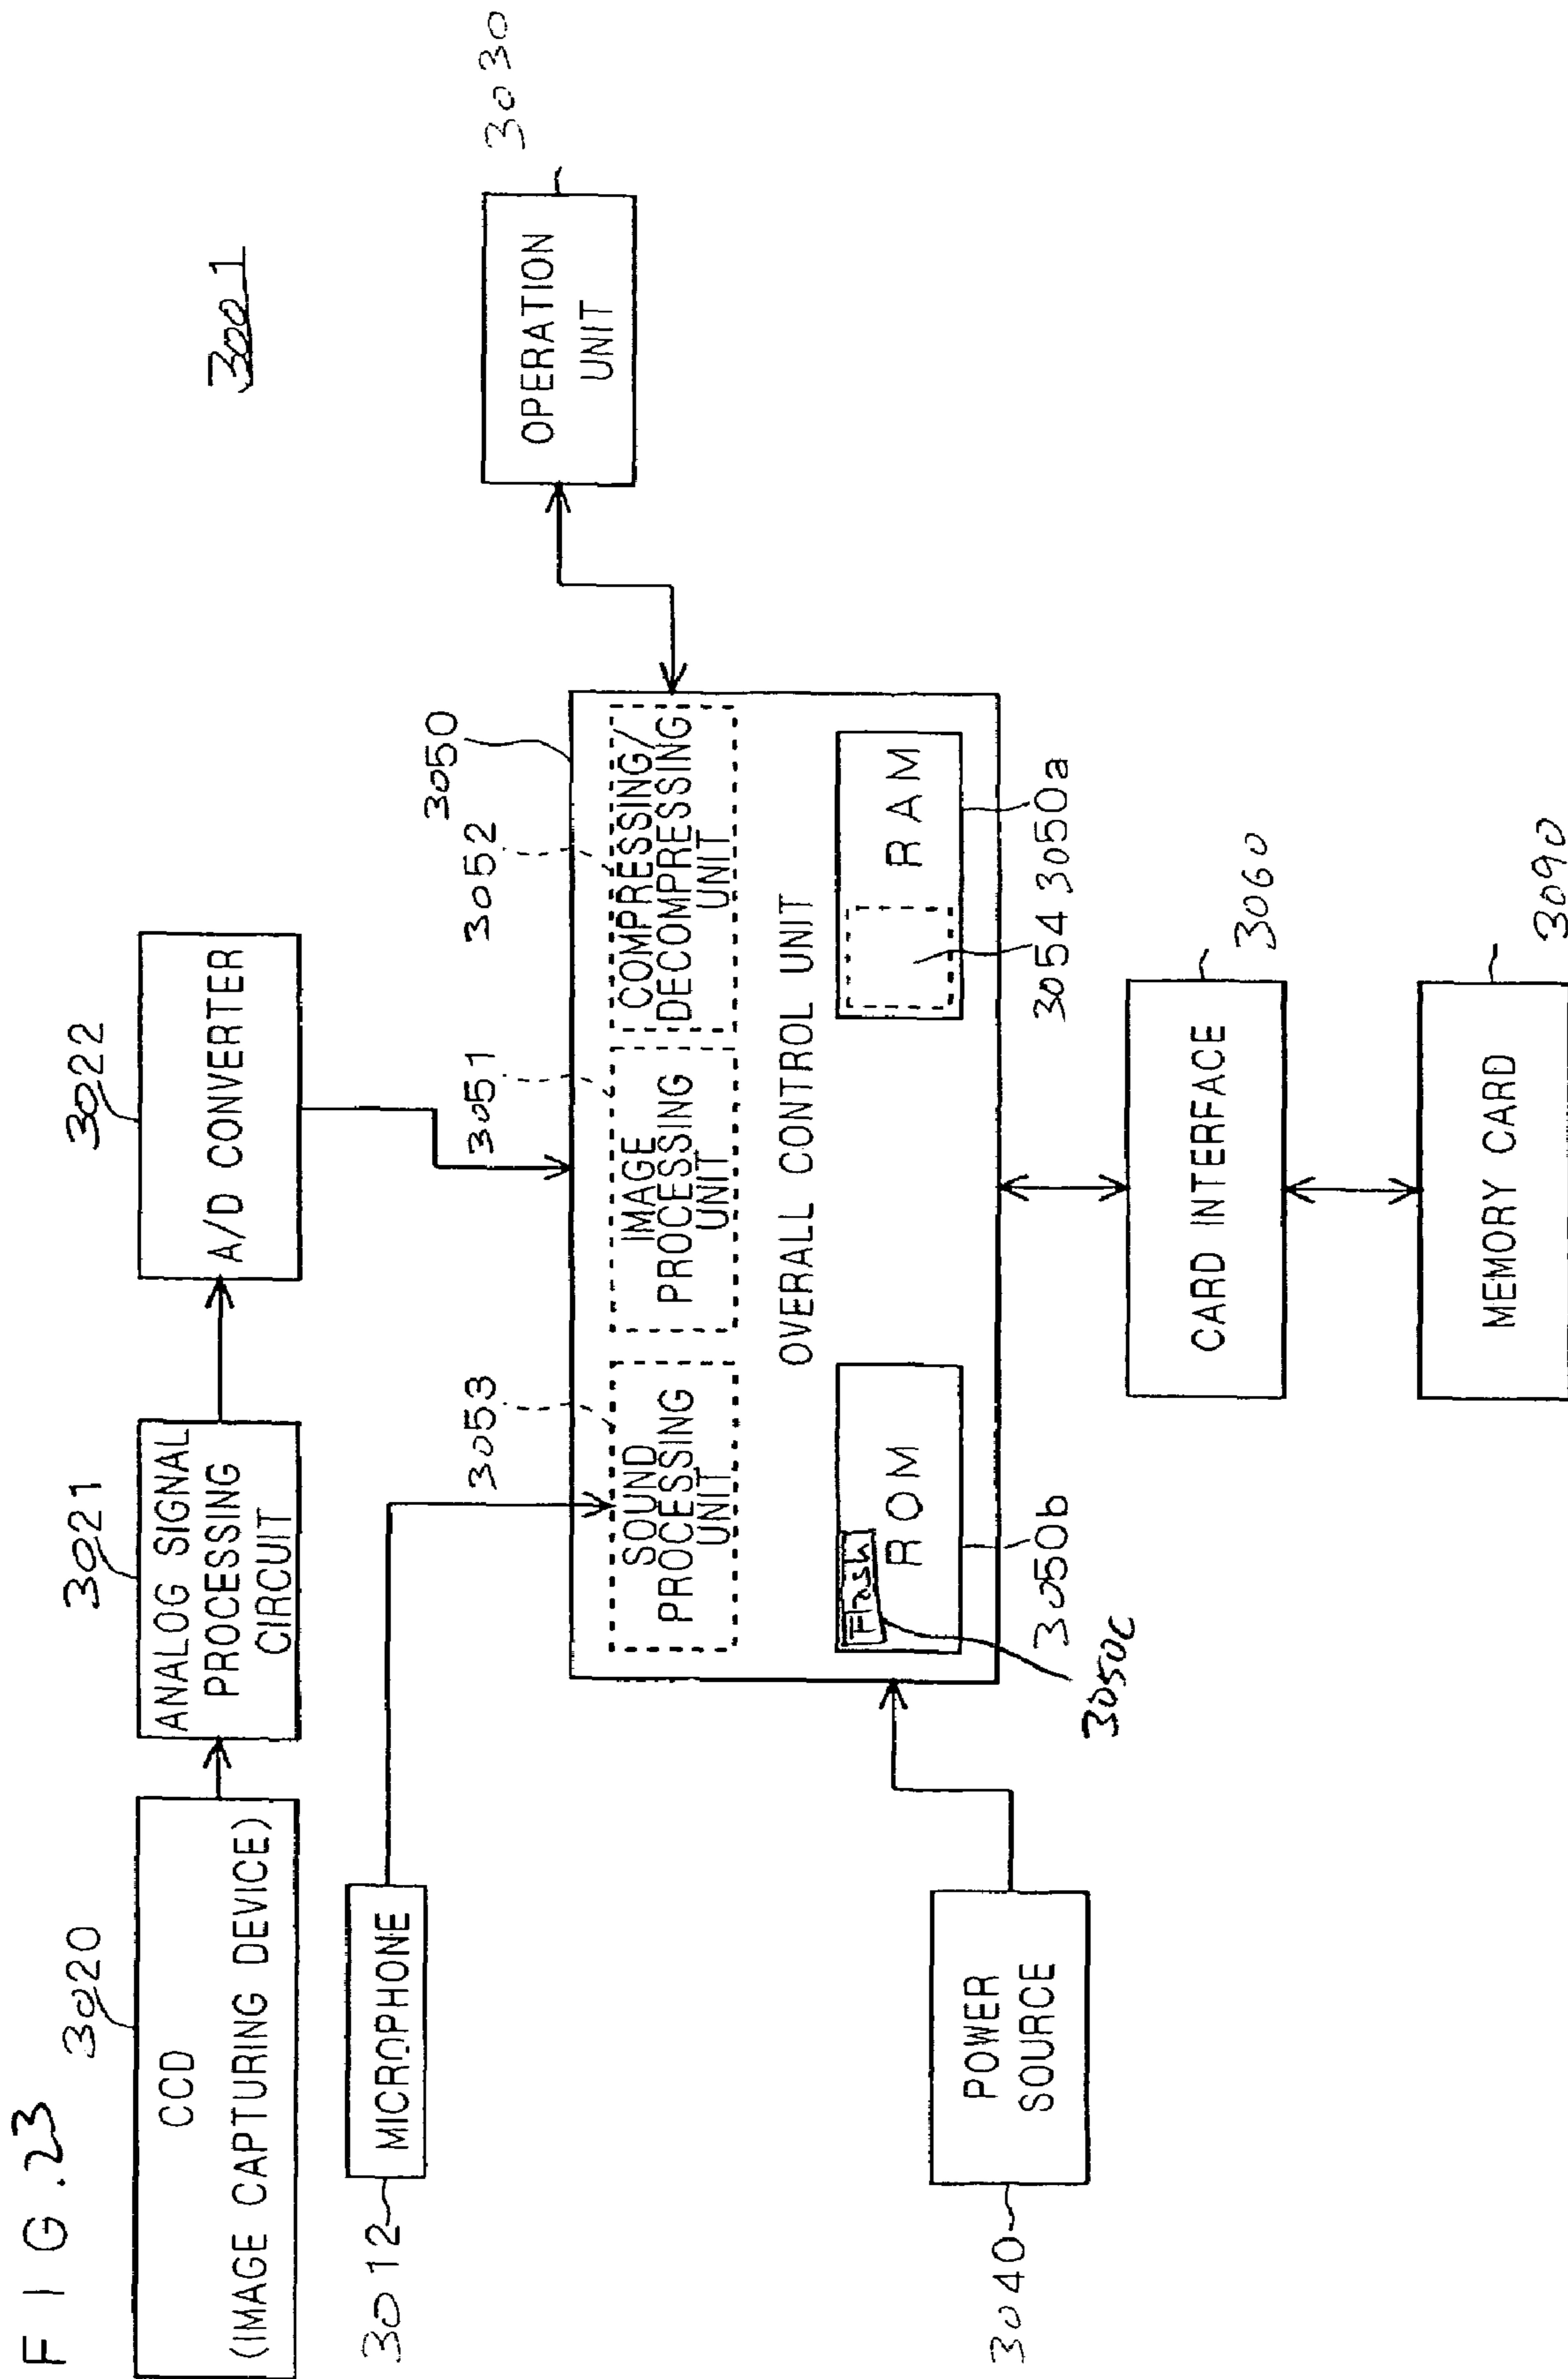 FIG.23
3001
3020
CCD
(IMAGE CAPTURING DEVICE)
3021
ANALOG SIGNAL
PROCESSING
CIRCUIT
3022
A/D CONVERTER
3012
MICROPHONE
3030
OPERATION
UNIT
3050
3053
SOUND
PROCESSING
UNIT
3051
IMAGE
PROCESSING
UNIT
3052
COMPRESSING/
DECOMPRESSING
UNIT
OVERALL CONTROL UNIT
Flash
ROM
3050c
3050b
RAM
3054
3050a
3040
POWER
SOURCE
CARD INTERFACE
3060
MEMORY CARD
3090